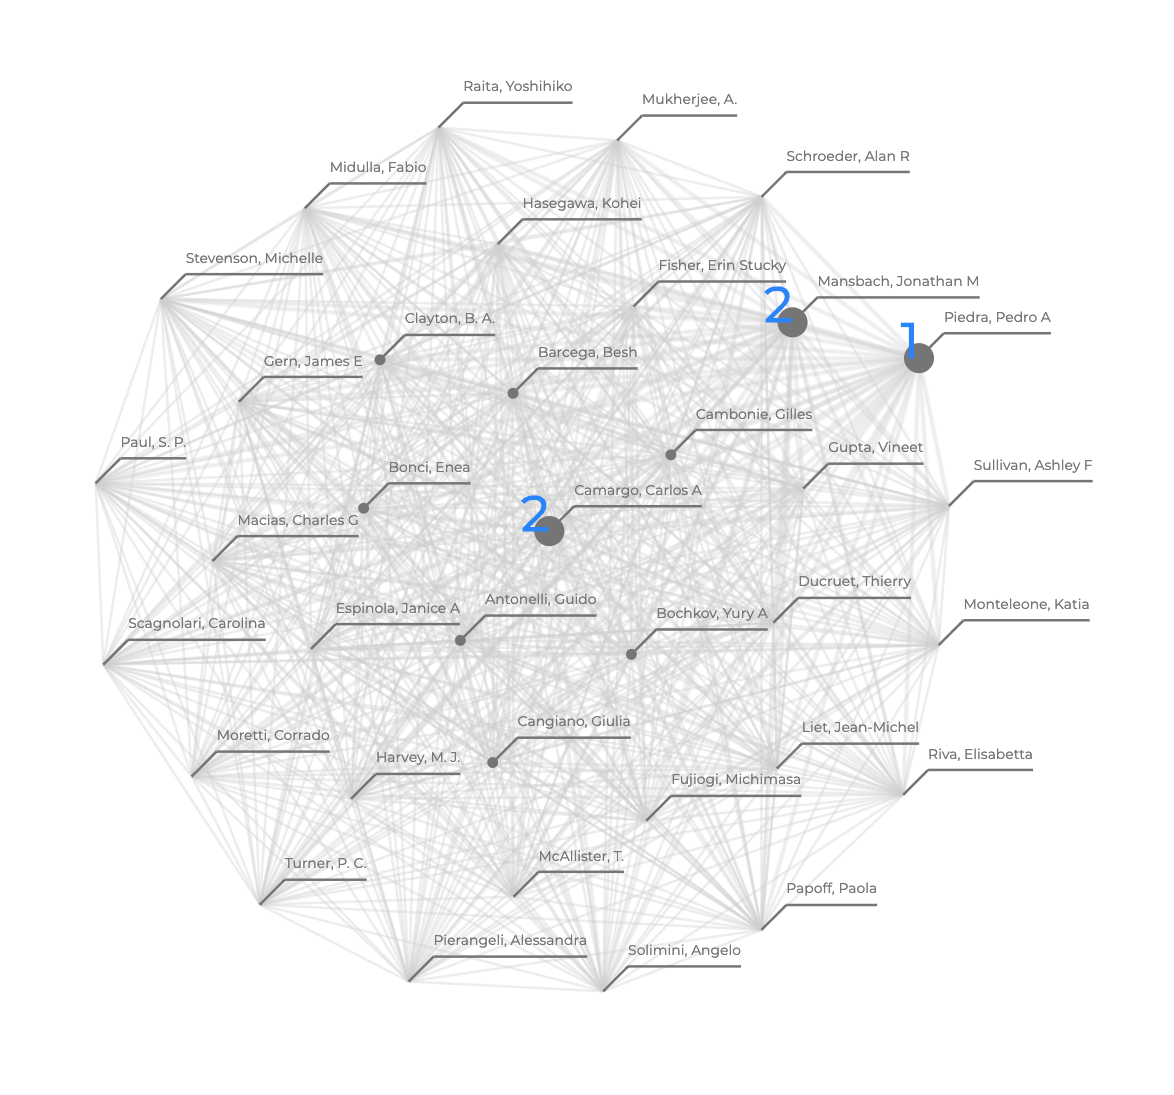 Raita, Yoshihiko
Mukherjee, A.
Schroeder, Alan R
Midulla, Fabio
Hasegawa, Kohei
Stevenson, Michelle
Fisher, Erin Stucky
Mansbach, Jonathan M
2
Piedra, Pedro A
1
Clayton, B. A.
Barcega, Besh
Gern, James E
Cambonie, Gilles
Paul, S. P.
Gupta, Vineet
Bonci, Enea
Sullivan, Ashley F
Camargo, Carlos A
2
Macias, Charles G
Ducruet, Thierry
Antonelli, Guido
Monteleone, Katia
Espinola, Janice A
Bochkov, Yury A
Scagnolari, Carolina
Cangiano, Giulia
Liet, Jean-Michel
Moretti, Corrado
Riva, Elisabetta
Harvey, M. J.
Fujiogi, Michimasa
McAllister, T.
Turner, P. C.
Papoff, Paola
Pierangeli, Alessandra
Solimini, Angelo